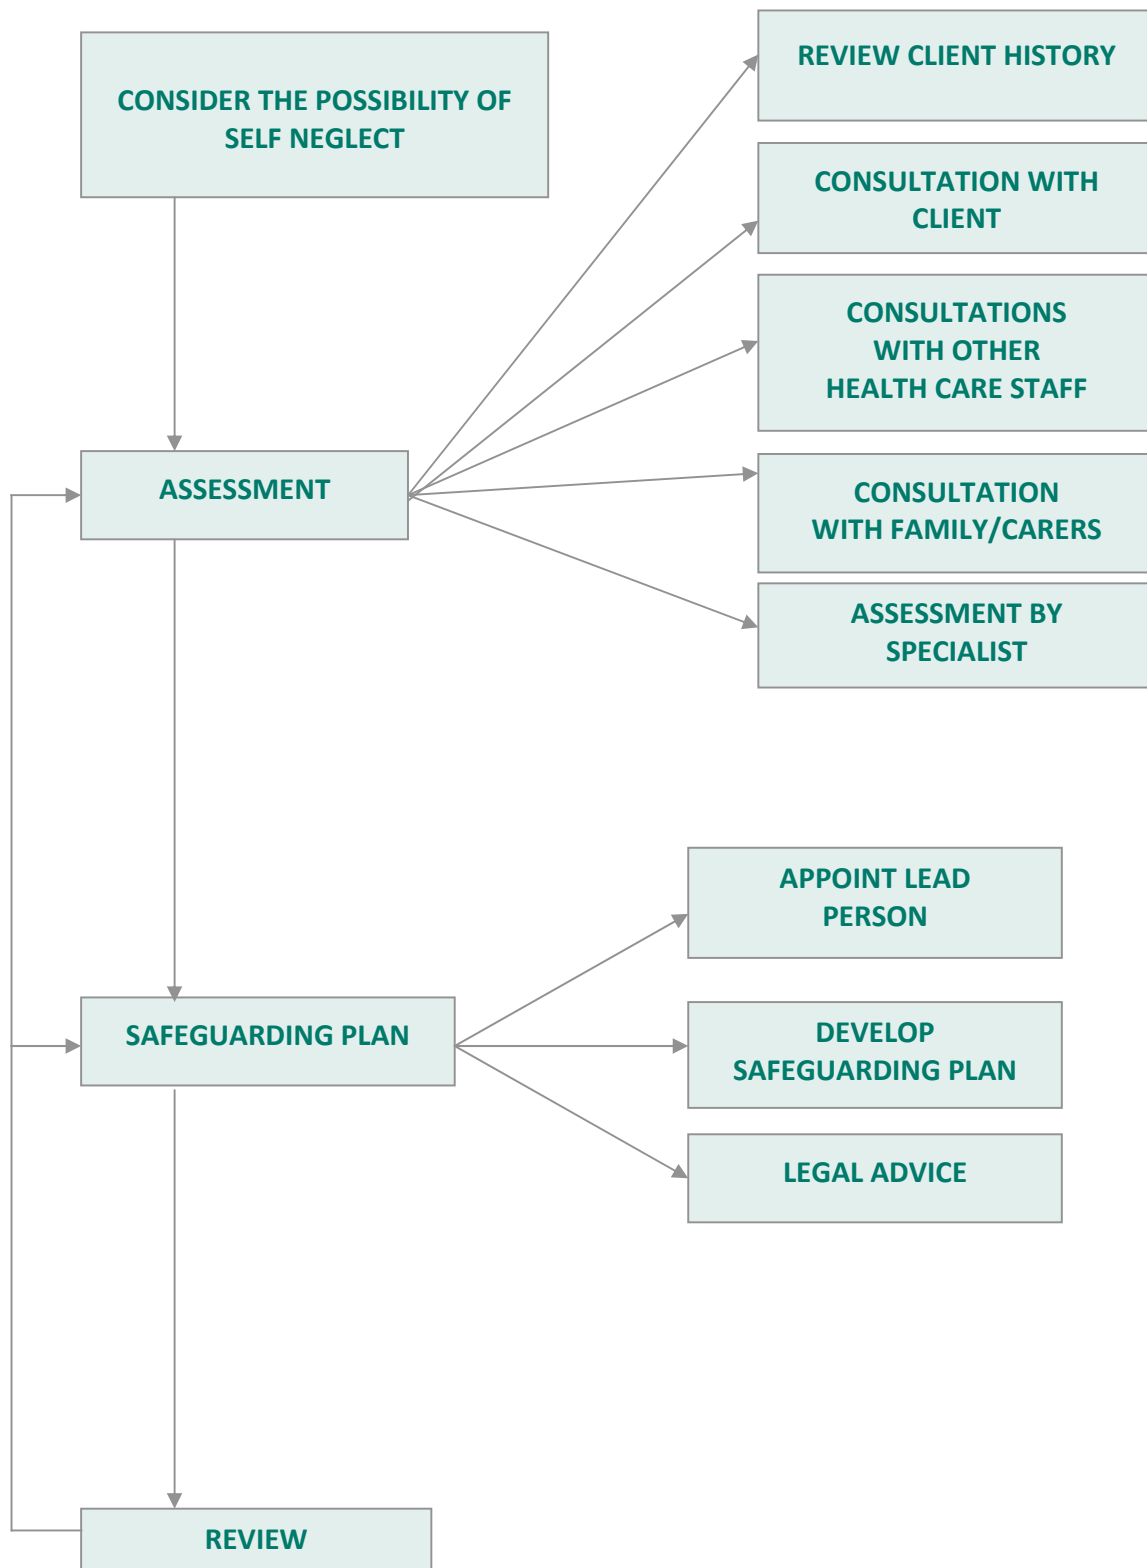 CONSIDER THE POSSIBILITY OF
SELF NEGLECT
REVIEW CLIENT HISTORY
CONSULTATION WITH
CLIENT
CONSULTATIONS
WITH OTHER
HEALTH CARE STAFF
ASSESSMENT
CONSULTATION
WITH FAMILY/CARERS
ASSESSMENT BY
SPECIALIST
SAFEGUARDING PLAN
APPOINT LEAD
PERSON
DEVELOP
SAFEGUARDING PLAN
LEGAL ADVICE
REVIEW